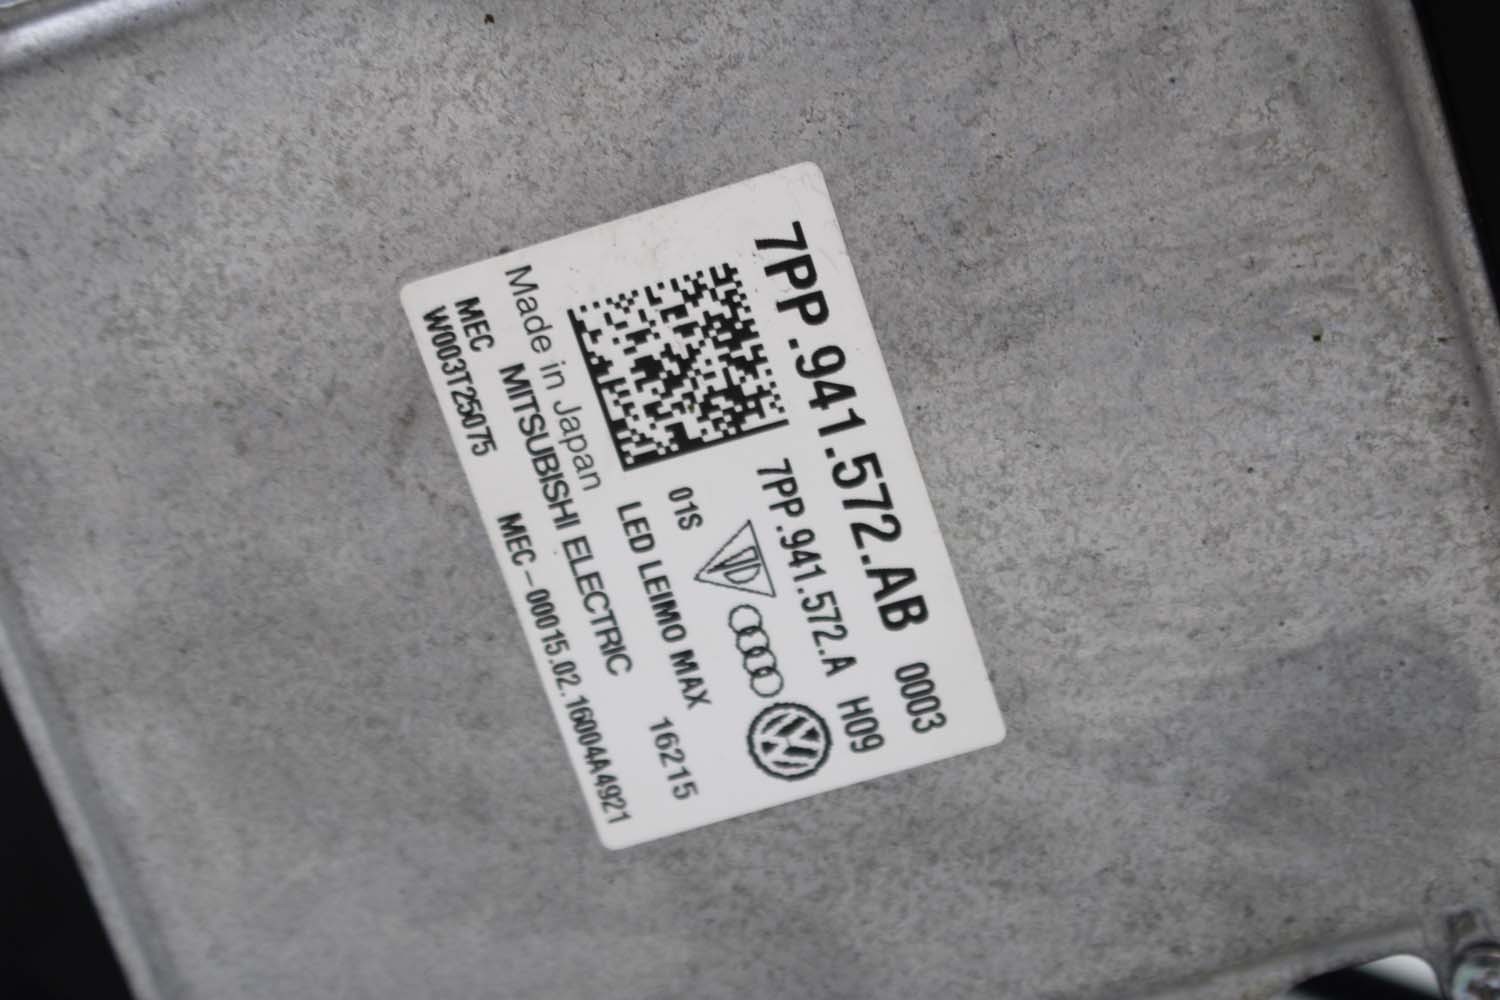 7PP.941.572.AB 0003
7PP.941.572.A H09
01S
LED LEIMO MAX 16215
Made in Japan
MEC MITSUBISHI ELECTRIC
W003T25075 MEC-00015.02.16004A4921